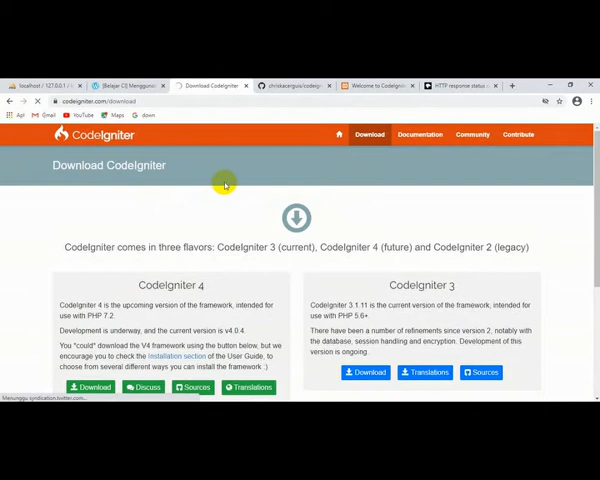 localhost / 127.0.0.1 /
[Belajar CI] Menggunak
Download CodeIgniter
chriskacerguis/codeign
Welcome to CodeIgnite
HTTP response status c
codeigniter.com/download
Apl
Gmail
YouTube
Maps
down
CodeIgniter
Download
Documentation
Community
Contribute
Download CodeIgniter
CodeIgniter comes in three flavors: CodeIgniter 3 (current), CodeIgniter 4 (future) and CodeIgniter 2 (legacy)
CodeIgniter 4
CodeIgniter 4 is the upcoming version of the framework, intended for
use with PHP 7.2.
Development is underway, and the current version is v4.0.4.
You "could" download the V4 framework using the button below, but we
encourage you to check the Installation section of the User Guide, to
choose from several different ways you can install the framework :)
Download
Discuss
Sources
Translations
CodeIgniter 3
CodeIgniter 3.1.11 is the current version of the framework, intended for
use with PHP 5.6+.
There have been a number of refinements since version 2, notably with
the database, session handling and encryption. Development of this
version is ongoing.
Download
Translations
Sources
Menunggu syndication.twitter.com...